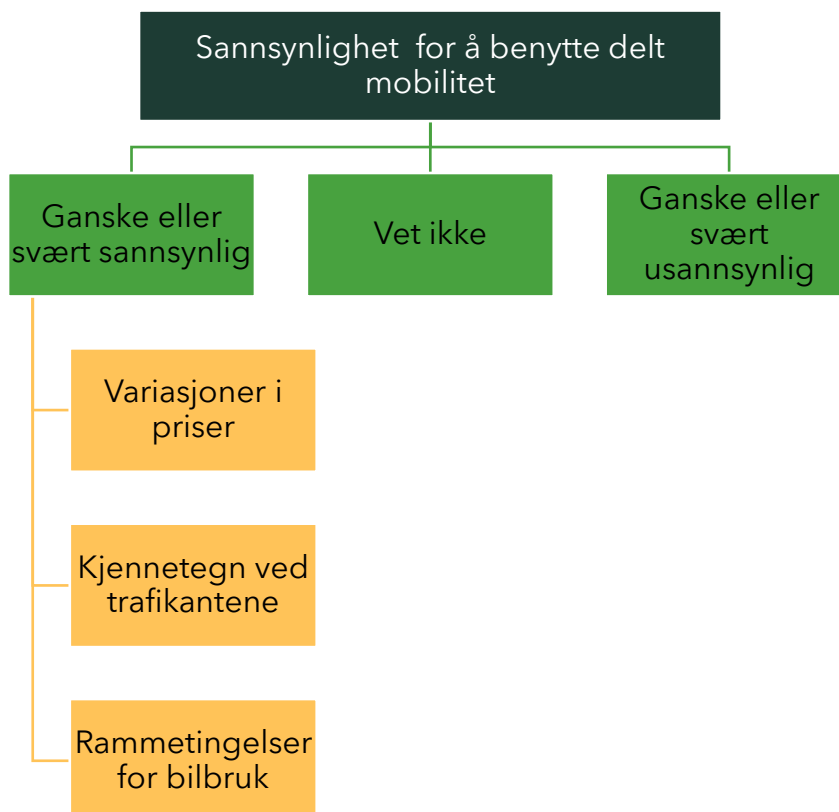 Sannsynlighet for å benytte delt
mobilitet
Ganske eller
svært sannsynlig
Vet ikke
Ganske eller
svært
usannsynlig
Variasjoner i
priser
Kjennetegn ved
trafikantene
Rammetingelser
for bilbruk